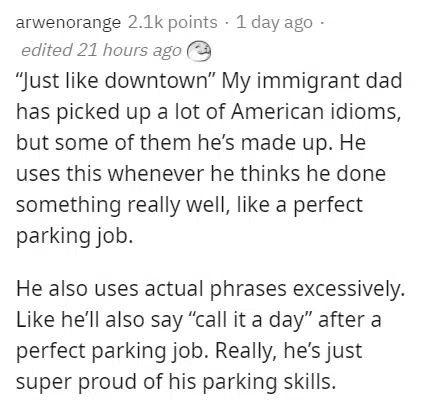 arwenorange 2.1k points · 1 day ago ·
edited 21 hours ago
“Just like downtown” My immigrant dad
has picked up a lot of American idioms,
but some of them he’s made up. He
uses this whenever he thinks he done
something really well, like a perfect
parking job.
He also uses actual phrases excessively.
Like he’ll also say “call it a day” after a
perfect parking job. Really, he’s just
super proud of his parking skills.